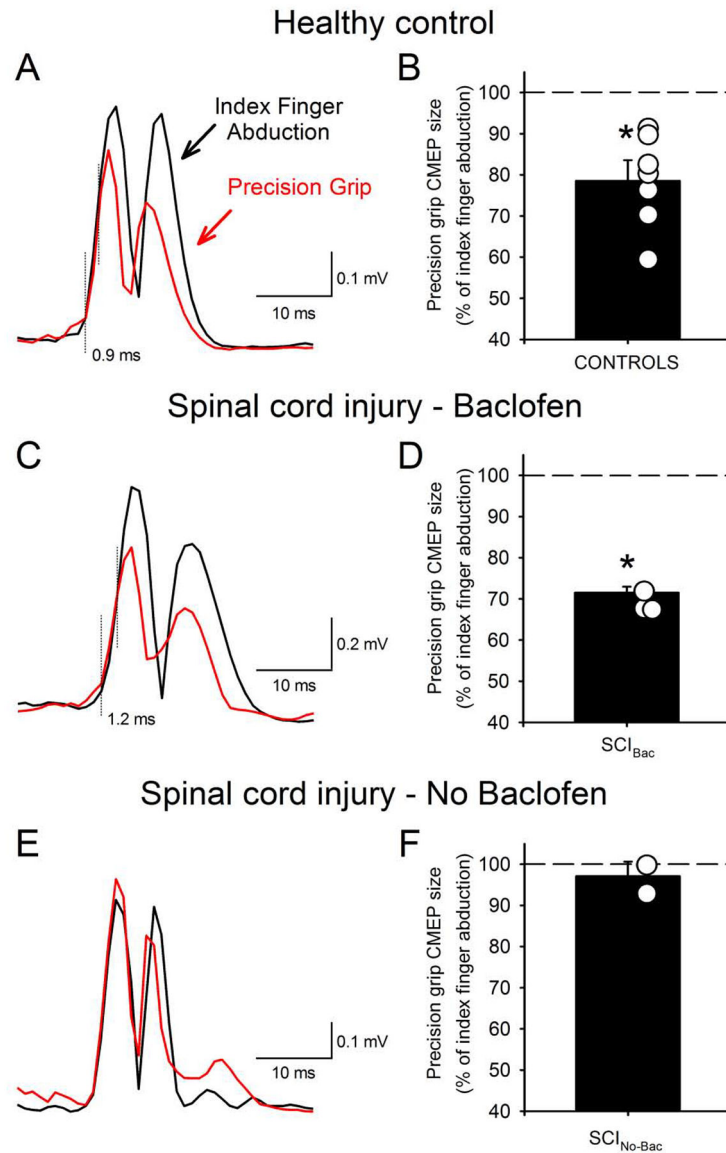 Healthy control
A
Index Finger
Abduction
Precision Grip
0.1 mV
10 ms
0.9 ms
B
Precision grip CMEP size
(% of index finger abduction)
100
90
80
70
60
50
40
*
CONTROLS
Spinal cord injury - Baclofen
C
0.2 mV
10 ms
1.2 ms
D
Precision grip CMEP size
(% of index finger abduction)
100
90
80
70
60
50
40
*
SCI Bac
Spinal cord injury - No Baclofen
E
0.1 mV
10 ms
F
Precision grip CMEP size
(% of index finger abduction)
100
90
80
70
60
50
40
SCI No-Bac